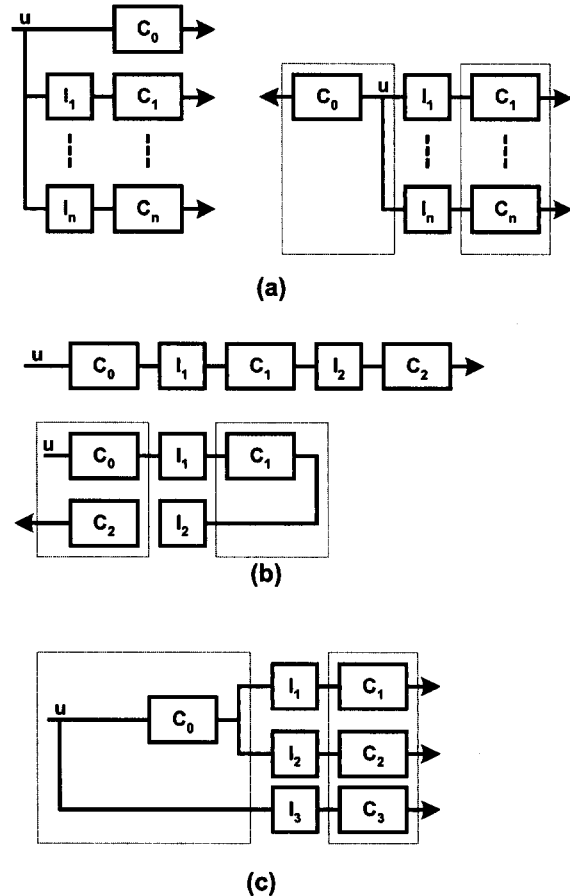 u C₀
I₁ C₁
Iₙ Cₙ
C₀ u I₁ C₁
Iₙ Cₙ
(a)
u C₀ I₁ C₁ I₂ C₂
u C₀ I₁ C₁
C₂ I₂
(b)
I₁ C₁
u C₀
I₂ C₂
I₃ C₃
(c)